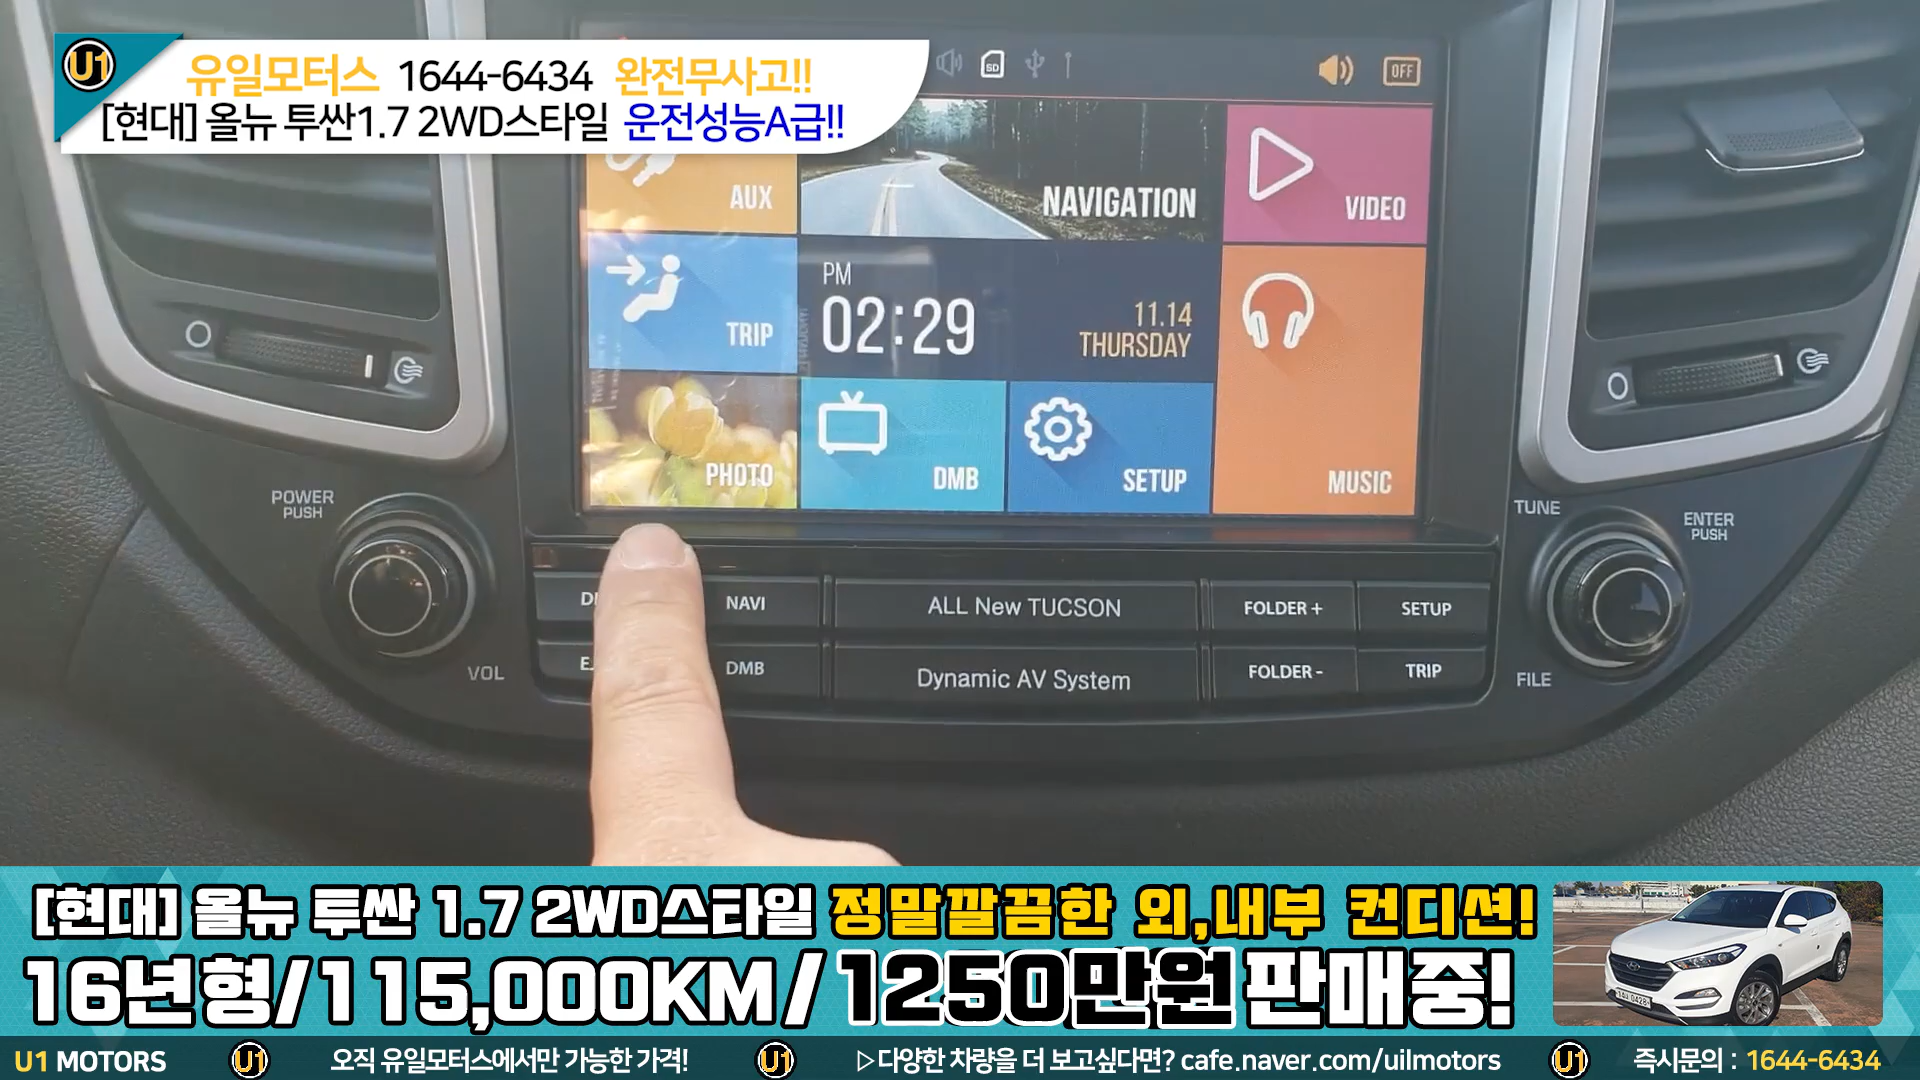 U1
유일모터스 1644-6434 완전무사고!!
[현대] 올뉴 투싼1.7 2WD스타일 운전성능A급!!
SD
OFF
AUX
NAVIGATION
VIDEO
TRIP
PM
02:29
11.14
THURSDAY
PHOTO
DMB
SETUP
MUSIC
POWER
PUSH
VOL
TUNE
ENTER
PUSH
FILE
NAVI
ALL New TUCSON
FOLDER +
SETUP
DMB
Dynamic AV System
FOLDER -
TRIP
[현대] 올뉴 투싼 1.7 2WD스타일 정말깔끔한 외,내부 컨디션!
16년형/115,000KM/1250만원 판매중!
U1 MOTORS U1 오직 유일모터스에서만 가능한 가격! U1 ▷다양한 차량을 더 보고싶다면? cafe.naver.com/uilmotors U1 즉시문의 : 1644-6434